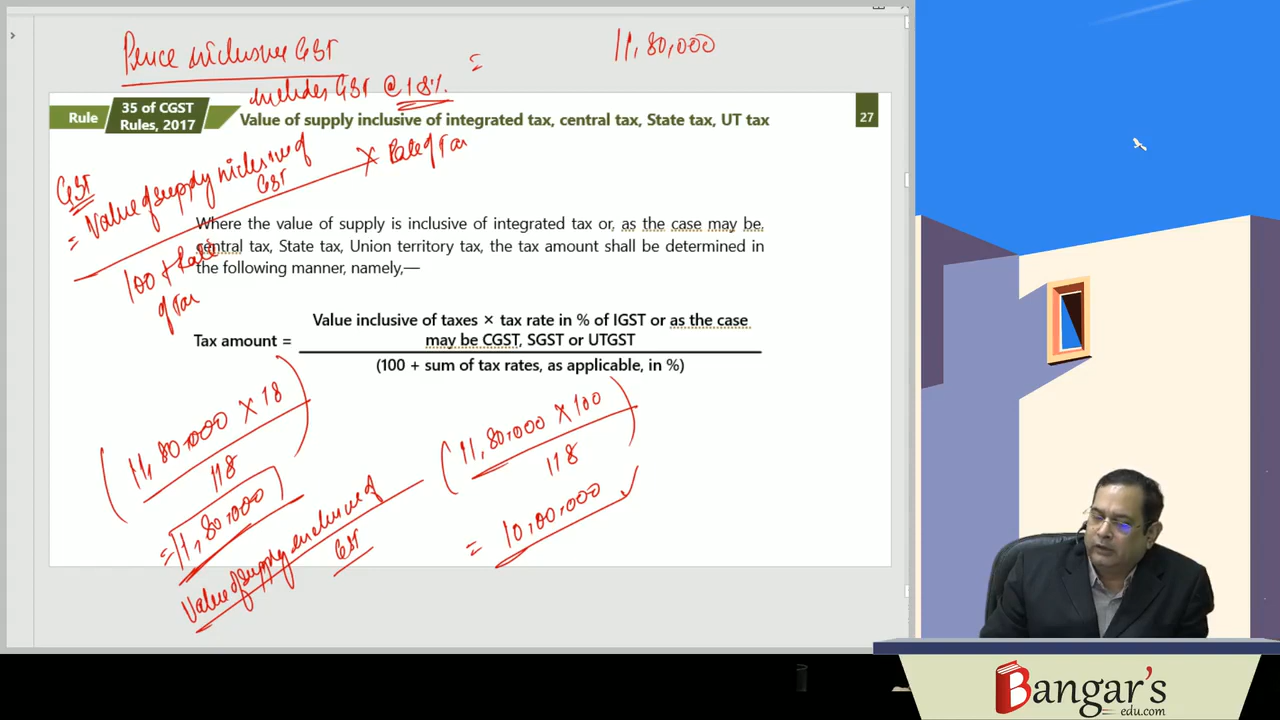 Price inclusive GST = 11,80,000
includes GST @ 18%
Rule
35 of CGST
Rules, 2017
Value of supply inclusive of integrated tax, central tax, State tax, UT tax
27
GST
= Value of supply inclusive of GST × Rate of Tax
100 + Rate of Tax
Where the value of supply is inclusive of integrated tax or, as the case may be,
central tax, State tax, Union territory tax, the tax amount shall be determined in
the following manner, namely,—
Value inclusive of taxes × tax rate in % of IGST or as the case
may be CGST, SGST or UTGST
Tax amount =
(100 + sum of tax rates, as applicable, in %)
(11,80,000 × 18
118)
= 1,80,000
Value of supply exclusive of
GST
(11,80,000 × 100
118)
= 10,00,000
Bangar's
edu.com